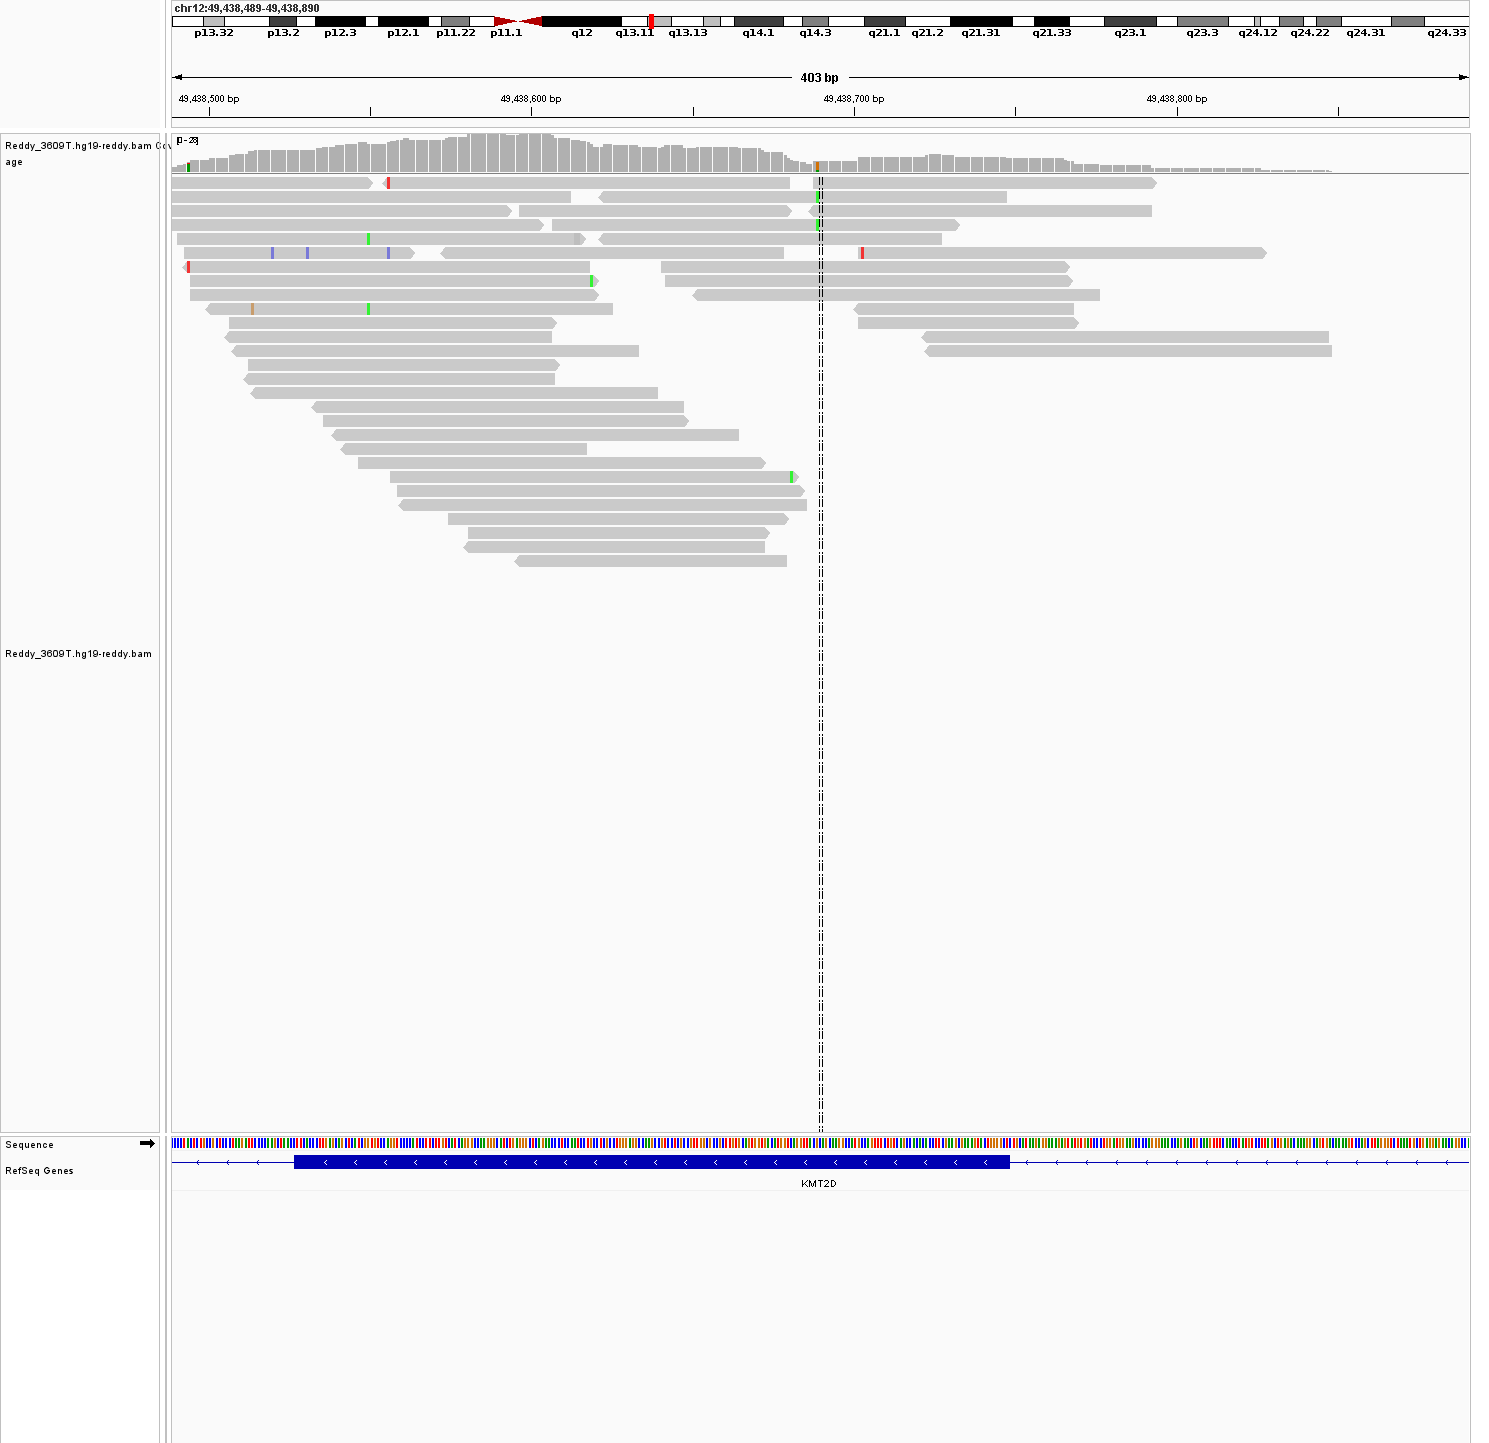 chr12:49,438,489-49,438,890
p13.32 p13.2 p12.3 p12.1 p11.22 p11.1 q12 q13.11 q13.13 q14.1 q14.3 q21.1 q21.2 q21.31 q21.33 q23.1 q23.3 q24.12 q24.22 q24.31 q24.33
403 bp
49,438,500 bp 49,438,600 bp 49,438,700 bp 49,438,800 bp
Reddy_3609T.hg19-reddy.bam Cov
age
[0 - 28]
Reddy_3609T.hg19-reddy.bam
Sequence
RefSeq Genes
KMT2D